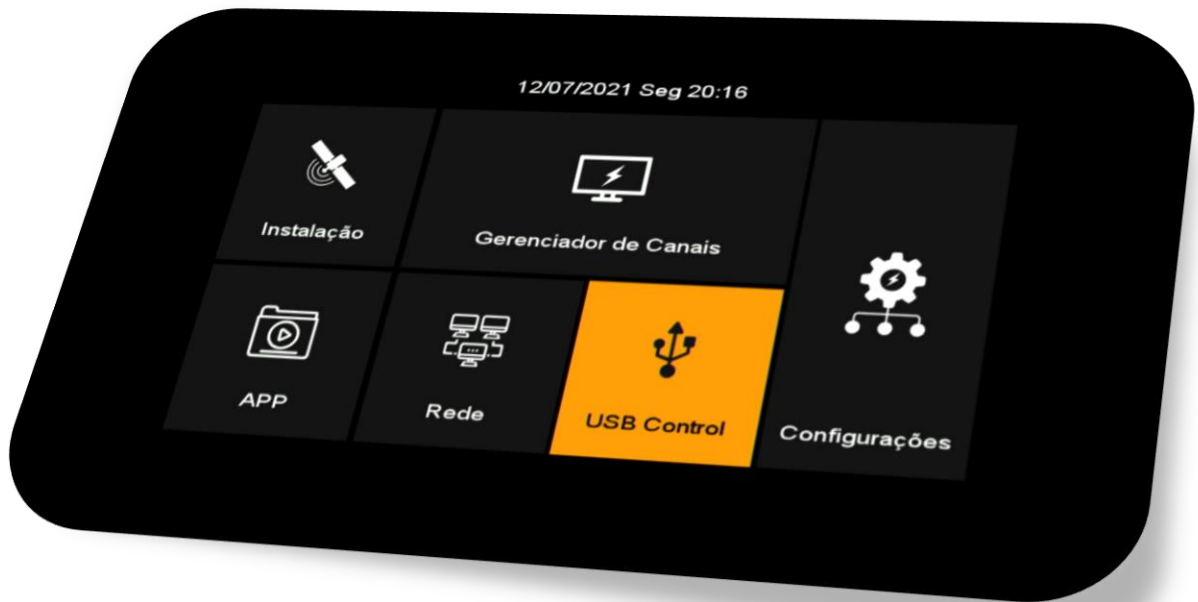 12/07/2021 Seg 20:16
Instalação
Gerenciador de Canais
APP
Rede
USB Control
Configurações